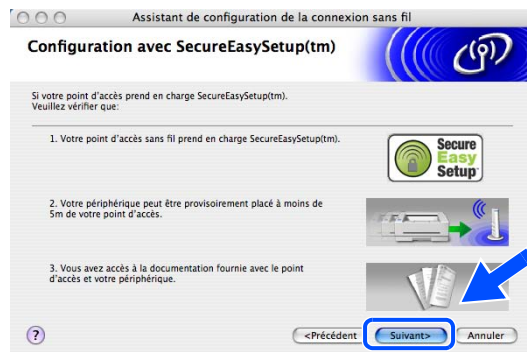 Assistant de configuration de la connexion sans fil
Configuration avec SecureEasySetup(tm)
Si votre point d'accès prend en charge SecureEasySetup(tm).
Veuillez vérifier que:
1. Votre point d'accès sans fil prend en charge SecureEasySetup(tm).
Secure
Easy
Setup
2. Votre périphérique peut être provisoirement placé à moins de
5m de votre point d'accès.
3. Vous avez accès à la documentation fournie avec le point
d'accès et votre périphérique.
?
<Précédent
Suivant>
Annuler